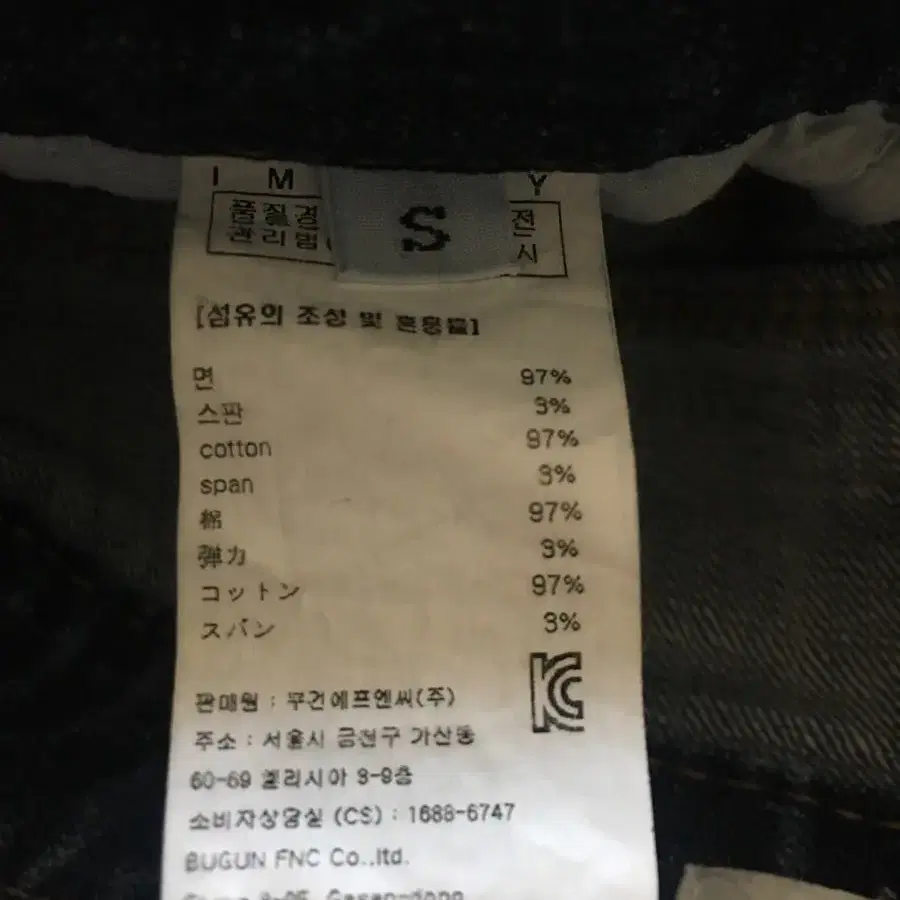 I M Y
S
품질경 전
관리법 시
[섬유의 조성 및 혼용률]
면 97%
스판 3%
cotton 97%
span 3%
棉 97%
弾力 3%
コットン 97%
スパン 3%
판매원 : 부건에프엔씨(주)
주소 : 서울시 금천구 가산동
60-69 벨리시아 3-9층
소비자상담실 (CS) : 1688-6747
BUGUN FNC Co.,ltd.
Gasan-dong